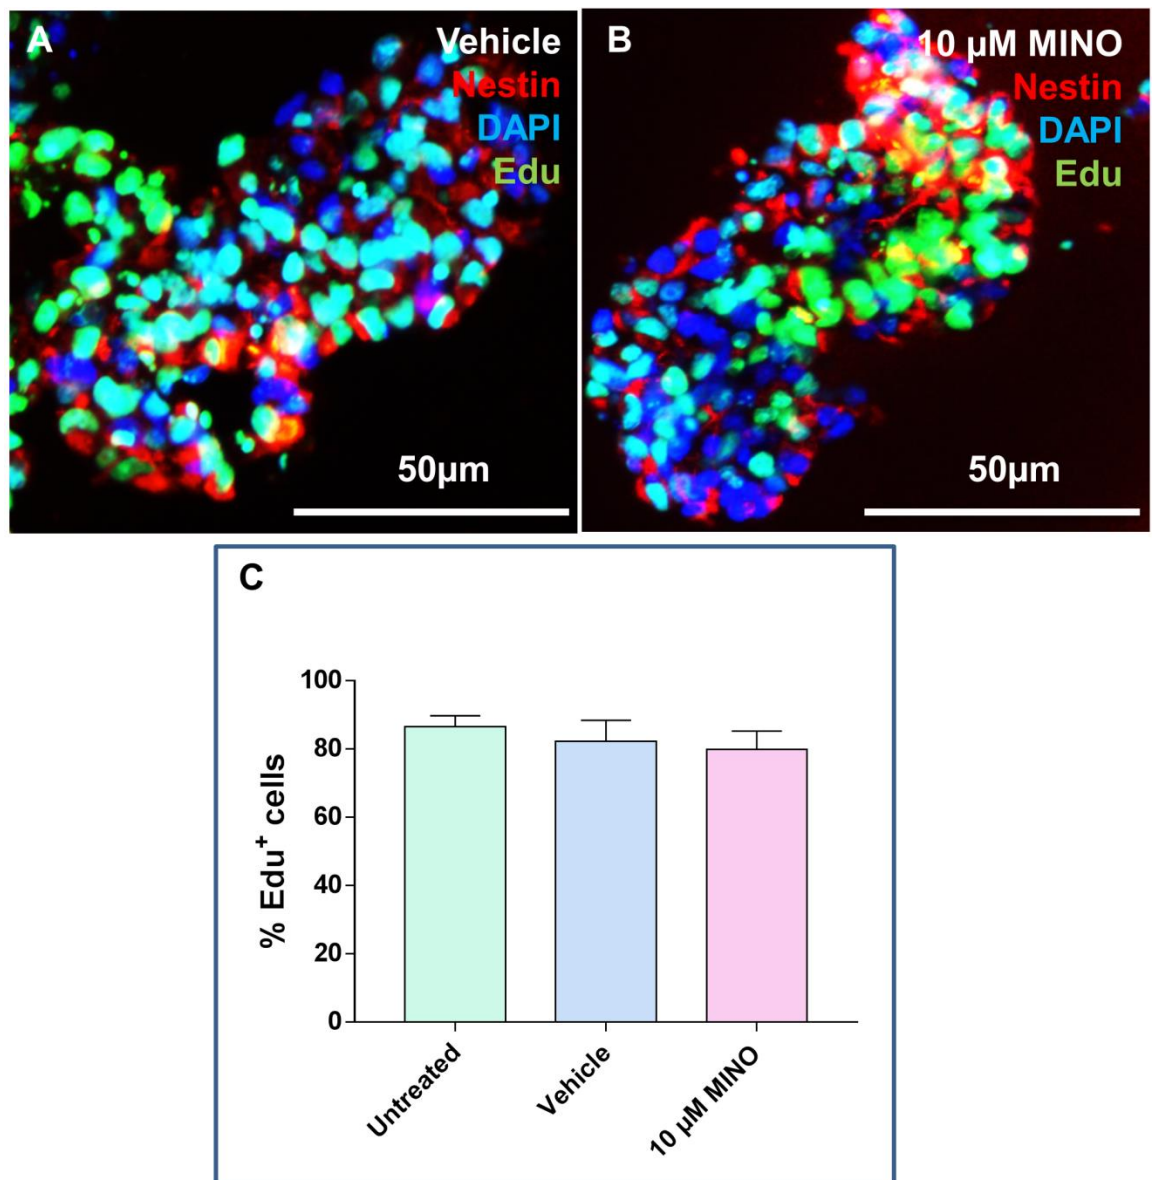 A
Vehicle
Nestin
DAPI
Edu
50µm
B
10 µM MINO
Nestin
DAPI
Edu
50µm
C
% Edu⁺ cells
100
80
60
40
20
0
Untreated
Vehicle
10 µM MINO